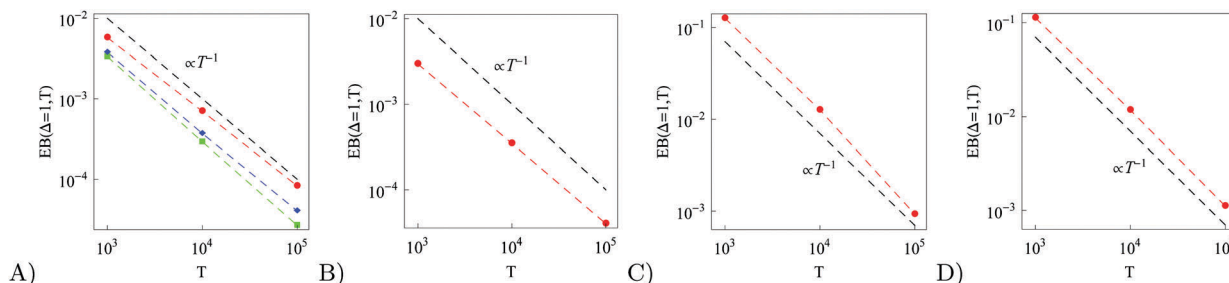 10⁻²
10⁻³
10⁻⁴
EB(Δ=1,T)
∝T⁻¹
10³ 10⁴ 10⁵
T
A)
10⁻²
10⁻³
10⁻⁴
EB(Δ=1,T)
∝T⁻¹
10³ 10⁴ 10⁵
T
B)
10⁻¹
10⁻²
10⁻³
EB(Δ=1,T)
∝T⁻¹
10³ 10⁴ 10⁵
T
C)
10⁻¹
10⁻²
10⁻³
EB(Δ=1,T)
∝T⁻¹
10³ 10⁴
T
D)